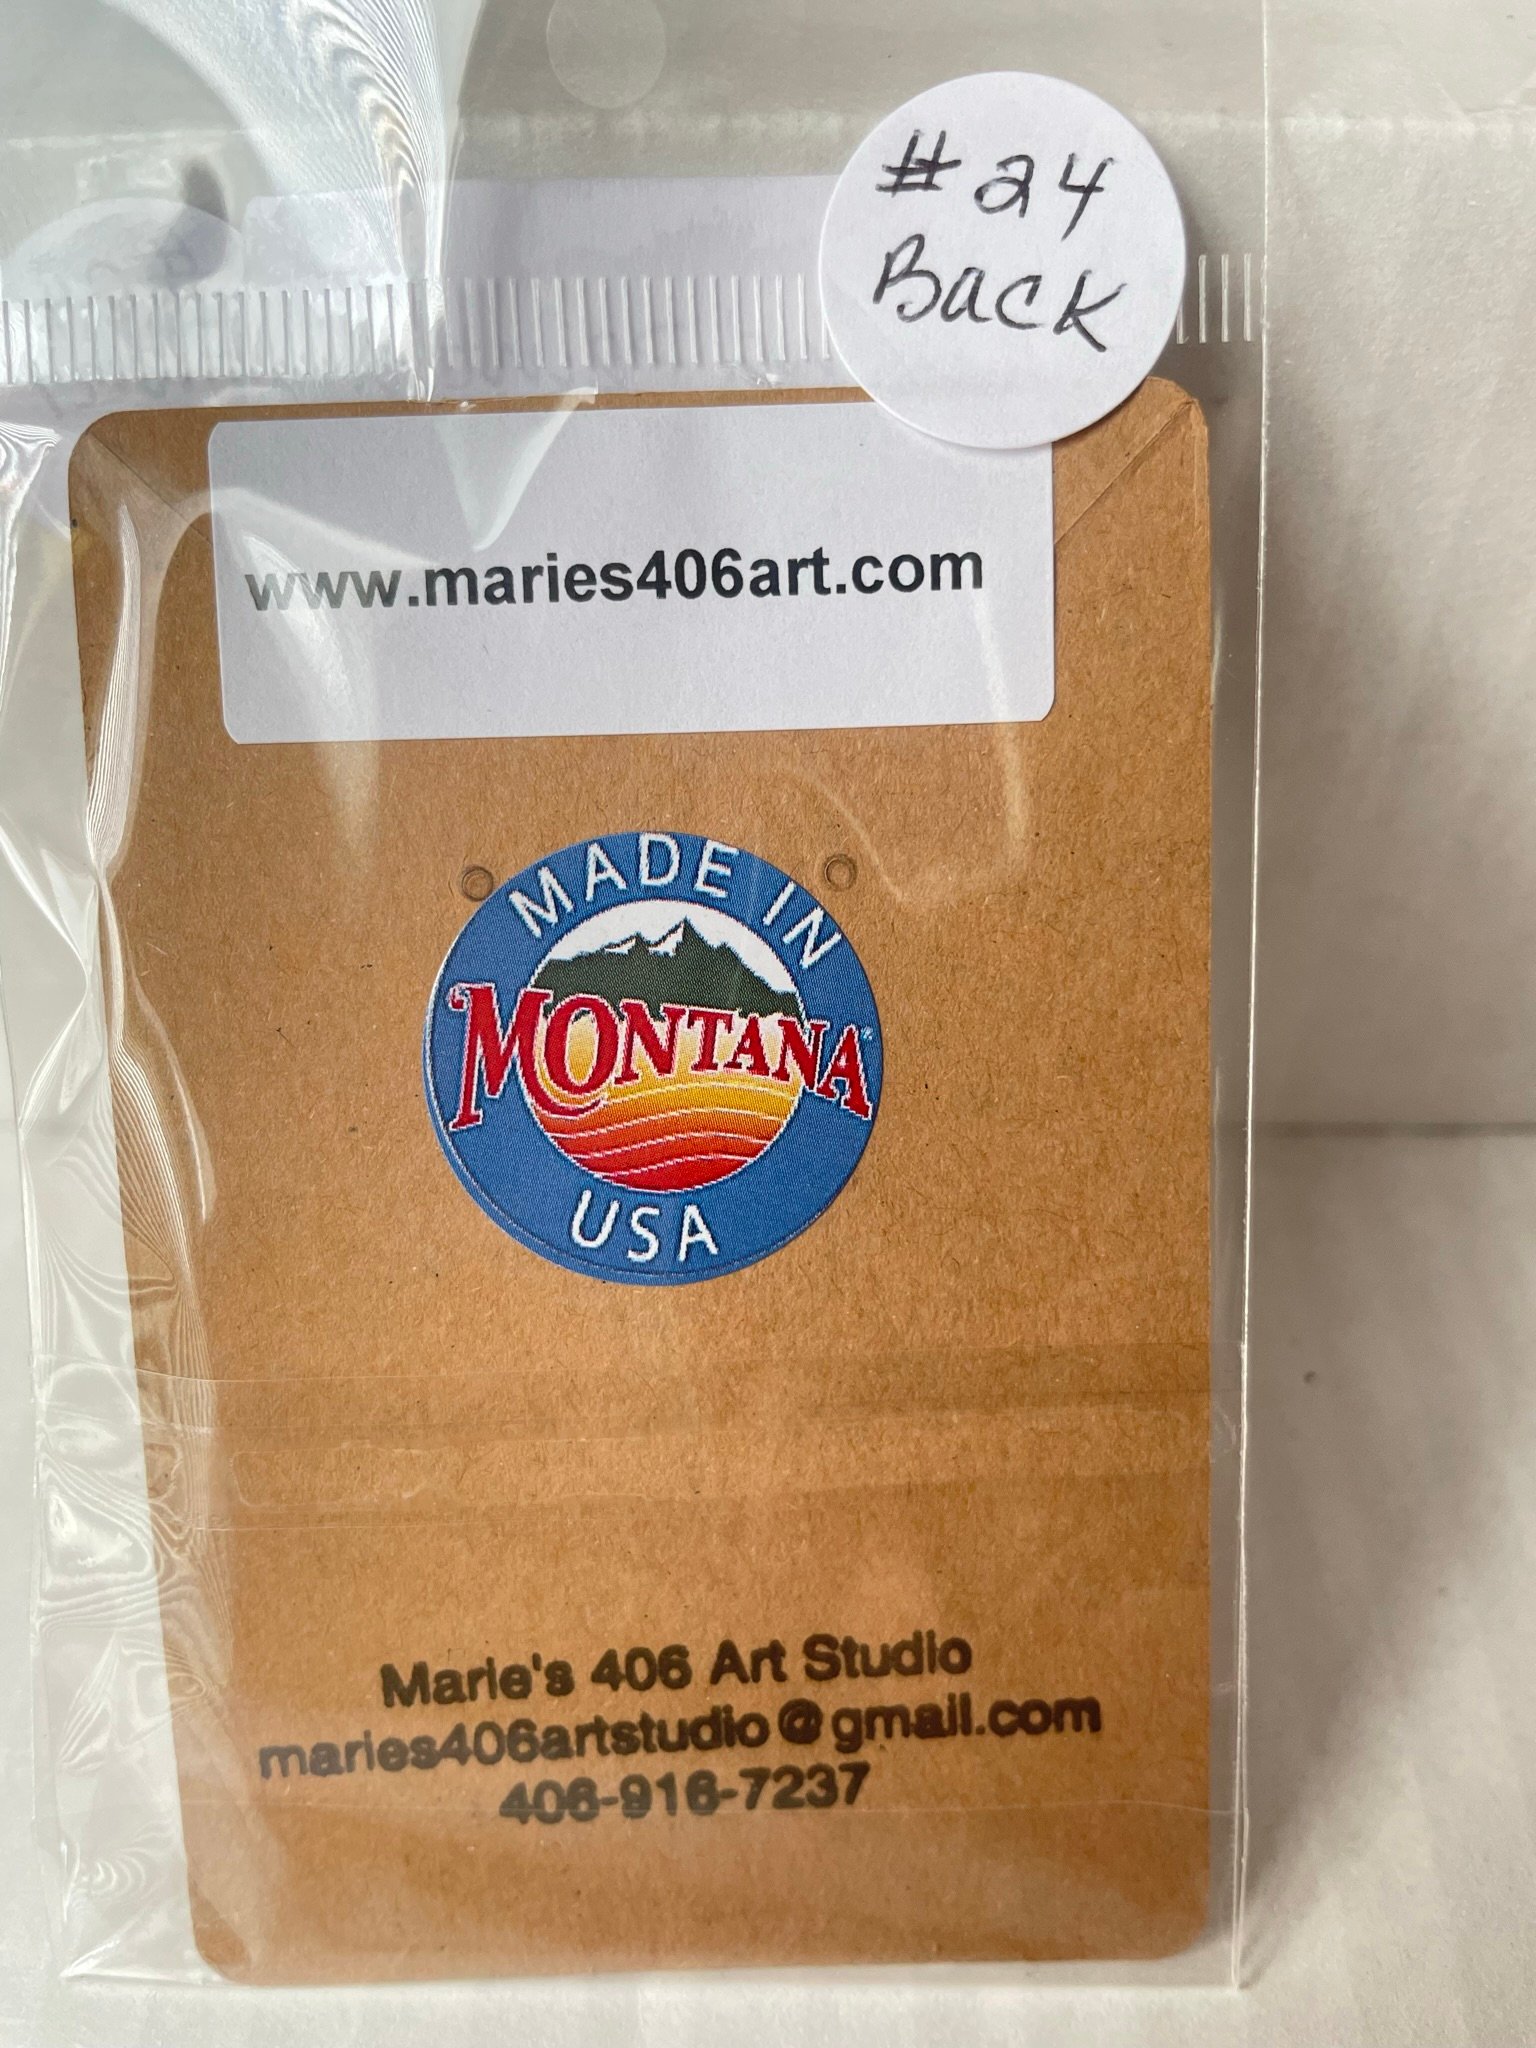 #24
Back
www.maries406art.com
MADE IN
MONTANA
USA
Marie's 406 Art Studio
maries406artstudio@gmail.com
406-916-7237